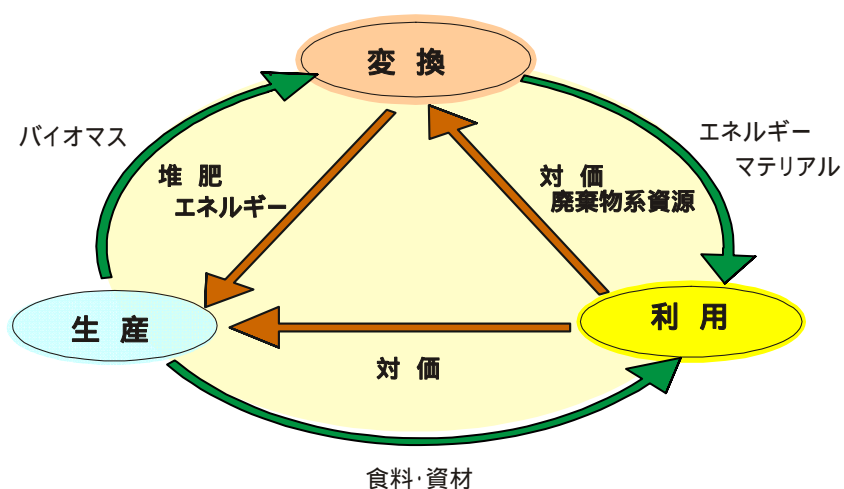 変 換
バイオマス
エネルギー
マテリアル
堆 肥
エネルギー
対 価
廃棄物系資源
生 産
利 用
対 価
食料･資材